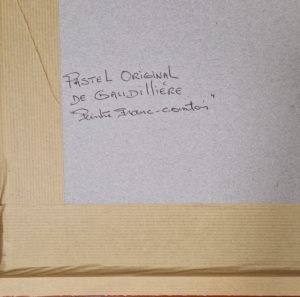 PASTEL ORIGINAL
DE GAUDILLIÈRE
Peintre Franc-comtois"